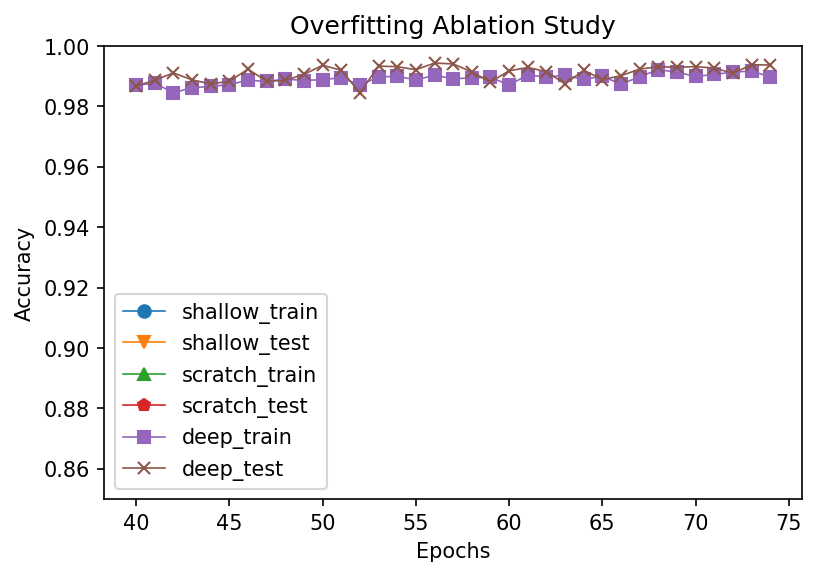 Overfitting Ablation Study
1.00
0.98
0.96
0.94
0.92
0.90
0.88
0.86
Accuracy
shallow_train
shallow_test
scratch_train
scratch_test
deep_train
deep_test
40 45 50 55 60 65 70 75
Epochs